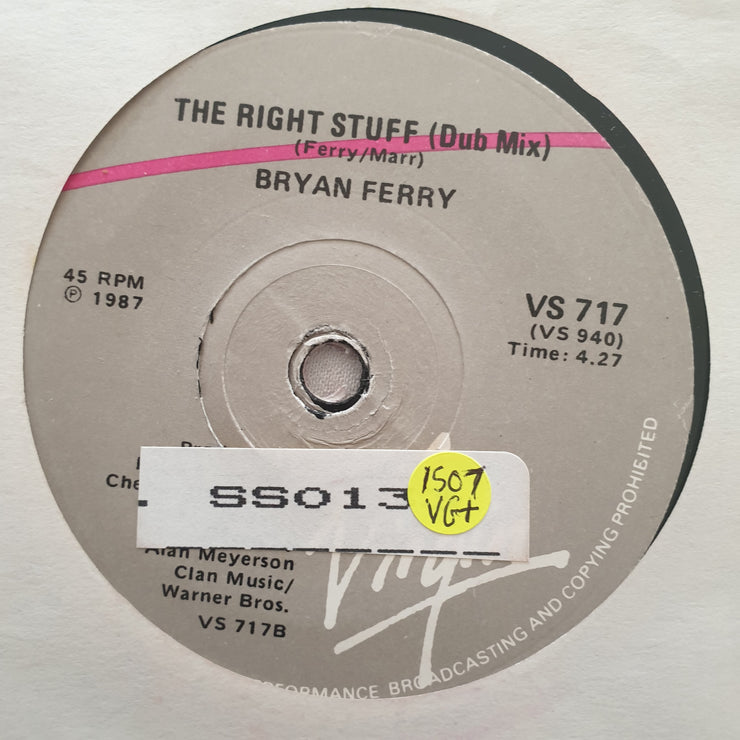 THE RIGHT STUFF (Dub Mix)
(Ferry/Marr)
BRYAN FERRY
45 RPM
℗ 1987
VS 717
(VS 940)
Time: 4.27
SS013
1507
VG+
Alan Meyerson
Clan Music/
Warner Bros.
VS 717B
Virgin
BROADCASTING AND COPYING PROHIBITED